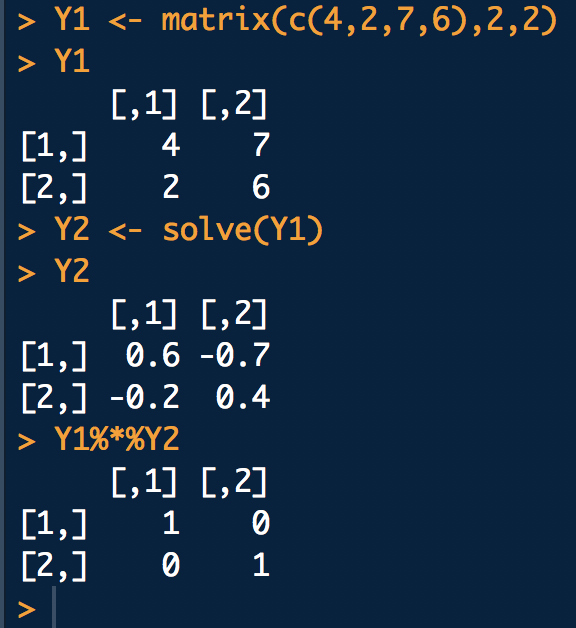 > Y1 <- matrix(c(4,2,7,6),2,2)
> Y1
     [,1] [,2]
[1,]    4    7
[2,]    2    6
> Y2 <- solve(Y1)
> Y2
     [,1] [,2]
[1,]  0.6 -0.7
[2,] -0.2  0.4
> Y1%*%Y2
     [,1] [,2]
[1,]    1    0
[2,]    0    1
>